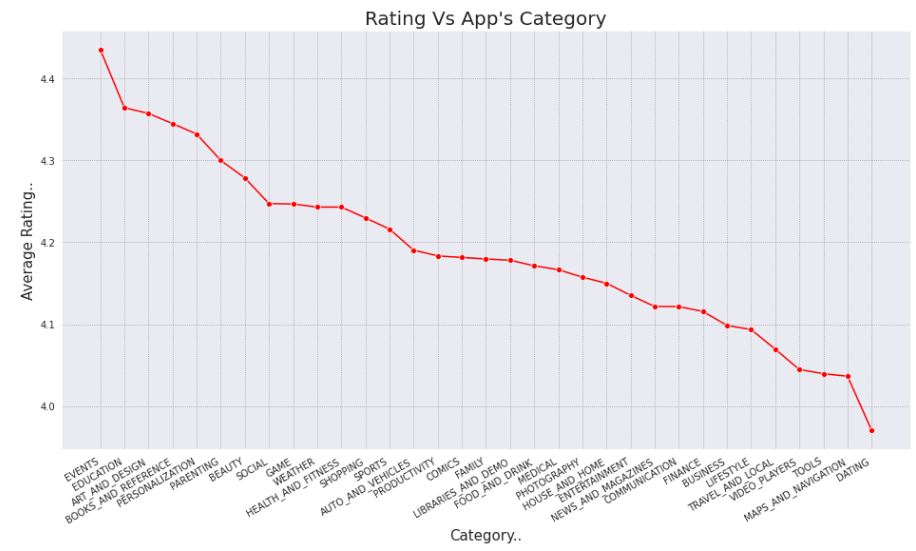 Rating Vs App's Category
Average Rating..
4.4
4.3
4.2
4.1
4.0
EVENTS
EDUCATION
ART_AND_DESIGN
BOOKS_AND_REFERENCE
PERSONALIZATION
PARENTING
BEAUTY
SOCIAL
GAME
WEATHER
HEALTH_AND_FITNESS
SHOPPING
SPORTS
AUTO_AND_VEHICLES
PRODUCTIVITY
COMICS
FAMILY
LIBRARIES_AND_DEMO
FOOD_AND_DRINK
MEDICAL
PHOTOGRAPHY
HOUSE_AND_HOME
ENTERTAINMENT
NEWS_AND_MAGAZINES
COMMUNICATION
FINANCE
BUSINESS
LIFESTYLE
TRAVEL_AND_LOCAL
VIDEO_PLAYERS
TOOLS
MAPS_AND_NAVIGATION
DATING
Category..